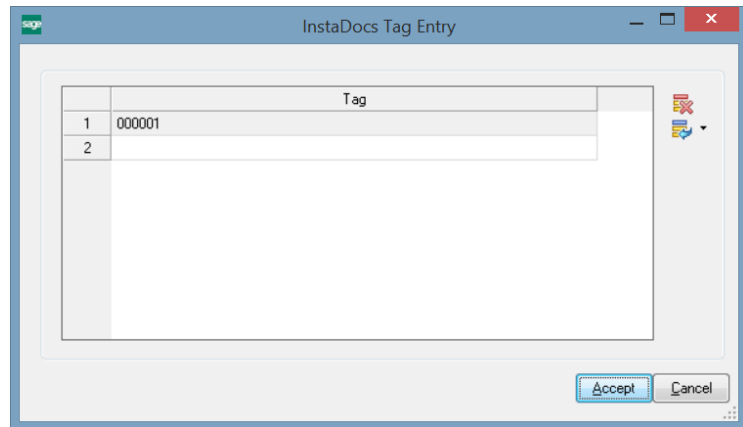 sage
InstaDocs Tag Entry
Tag
1 000001
2
Accept Cancel